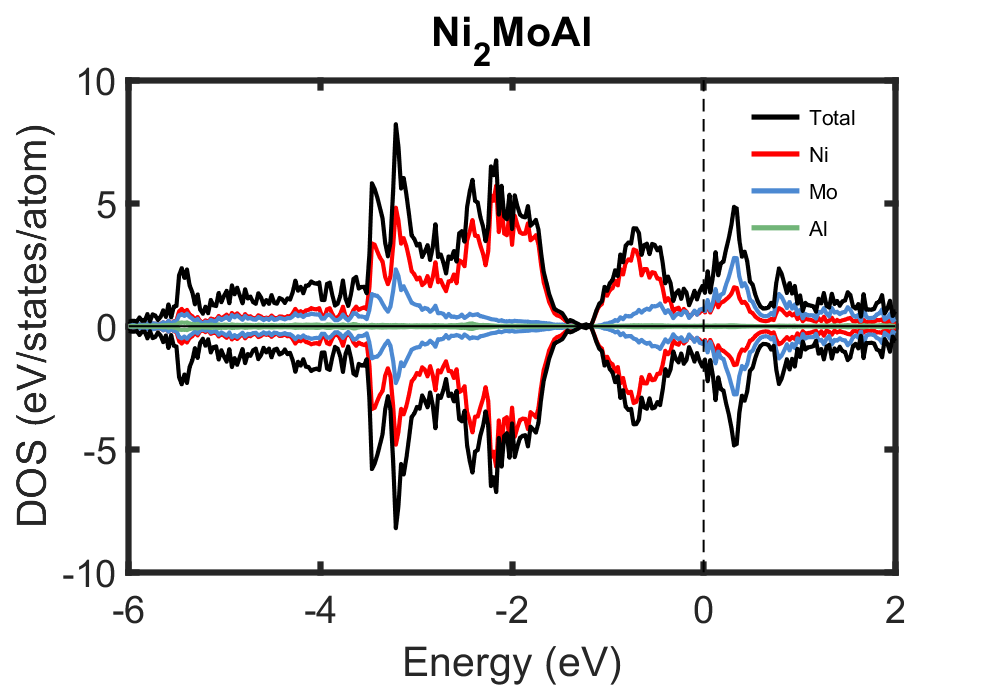 Ni2MoAl
DOS (eV/states/atom)
10
5
0
-5
-10
Total
Ni
Mo
Al
-6 -4 -2 0 2
Energy (eV)